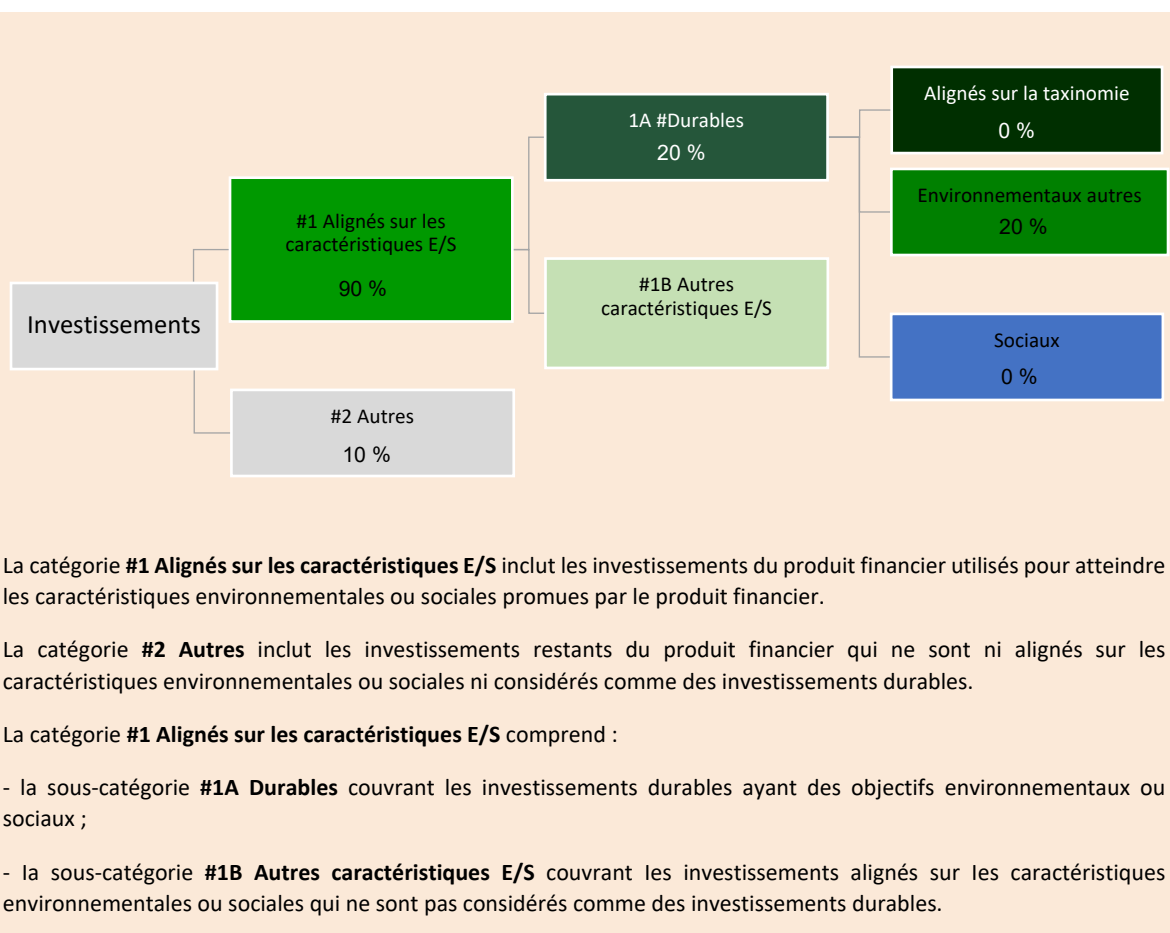 Investissements
#1 Alignés sur les
caractéristiques E/S
90 %
#2 Autres
10 %
1A #Durables
20 %
#1B Autres
caractéristiques E/S
Alignés sur la taxinomie
0 %
Environnementaux autres
20 %
Sociaux
0 %
La catégorie #1 Alignés sur les caractéristiques E/S inclut les investissements du produit financier utilisés pour atteindre
les caractéristiques environnementales ou sociales promues par le produit financier.
La catégorie #2 Autres inclut les investissements restants du produit financier qui ne sont ni alignés sur les
caractéristiques environnementales ou sociales ni considérés comme des investissements durables.
La catégorie #1 Alignés sur les caractéristiques E/S comprend :
- la sous-catégorie #1A Durables couvrant les investissements durables ayant des objectifs environnementaux ou
sociaux ;
- la sous-catégorie #1B Autres caractéristiques E/S couvrant les investissements alignés sur les caractéristiques
environnementales ou sociales qui ne sont pas considérés comme des investissements durables.